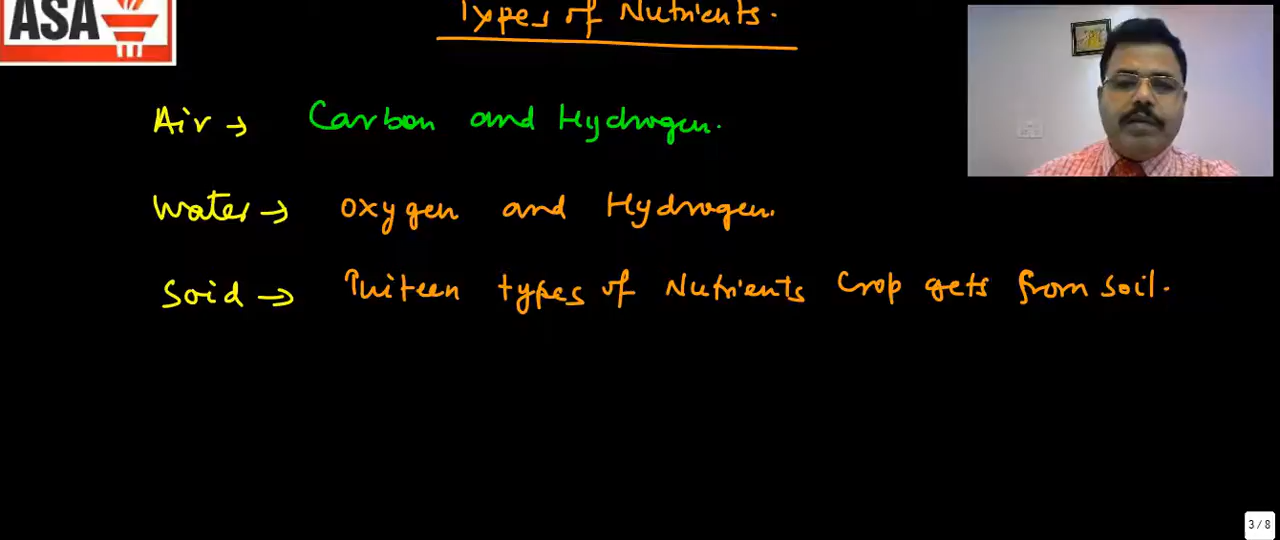 ASA
Types of Nutrients.
Air → Carbon and Hydrogen.
Water → Oxygen and Hydrogen.
Soid → Thiteen types of Nutrients Crop gets from soil.
3 / 8